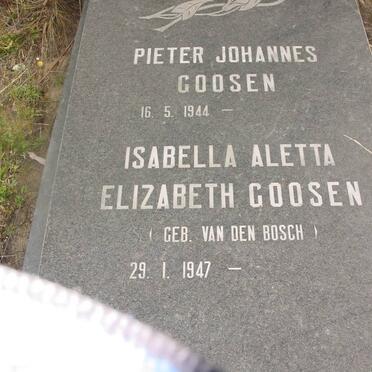 PIETER JOHANNES
GOOSEN
16. 5. 1944 —
ISABELLA ALETTA
ELIZABETH GOOSEN
( GEB. VAN DEN BOSCH )
29. 1. 1947 —